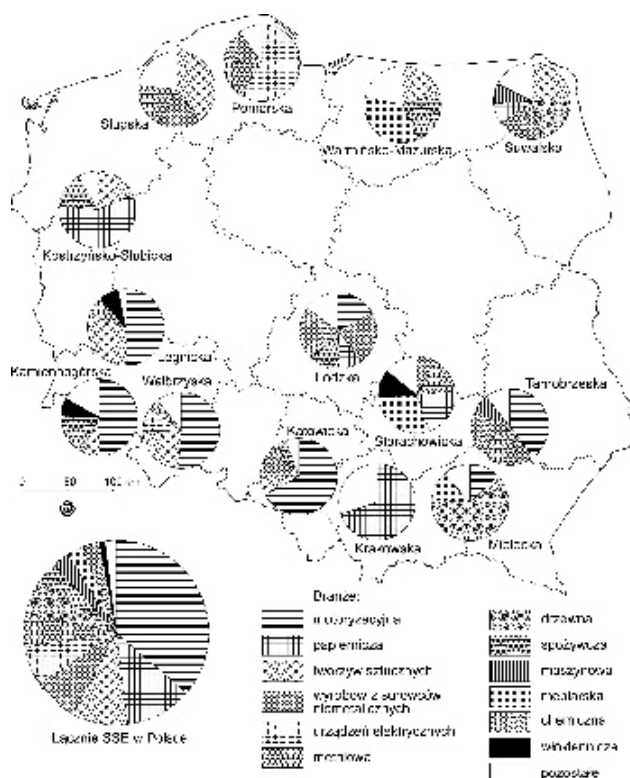 Słupska
Pomorska
Warmińsko-Mazurska
Suwalska
Kostrzyńsko-Słubicka
Legnicka
Kamiennogórska
Wałbrzyska
Łódzka
Katowicka
Starachowicka
Tarnobrzeska
Krakowska
Mielecka
0 50 100 km
Łącznie SSE w Polsce
Branże:
motoryzacyjna
papiernicza
tworzyw sztucznych
wyrobów z surowców
niemetalicznych
urządzeń elektrycznych
metalowa
drzewna
spożywcza
maszynowa
meblarska
chemiczna
włókiennicza
pozostałe